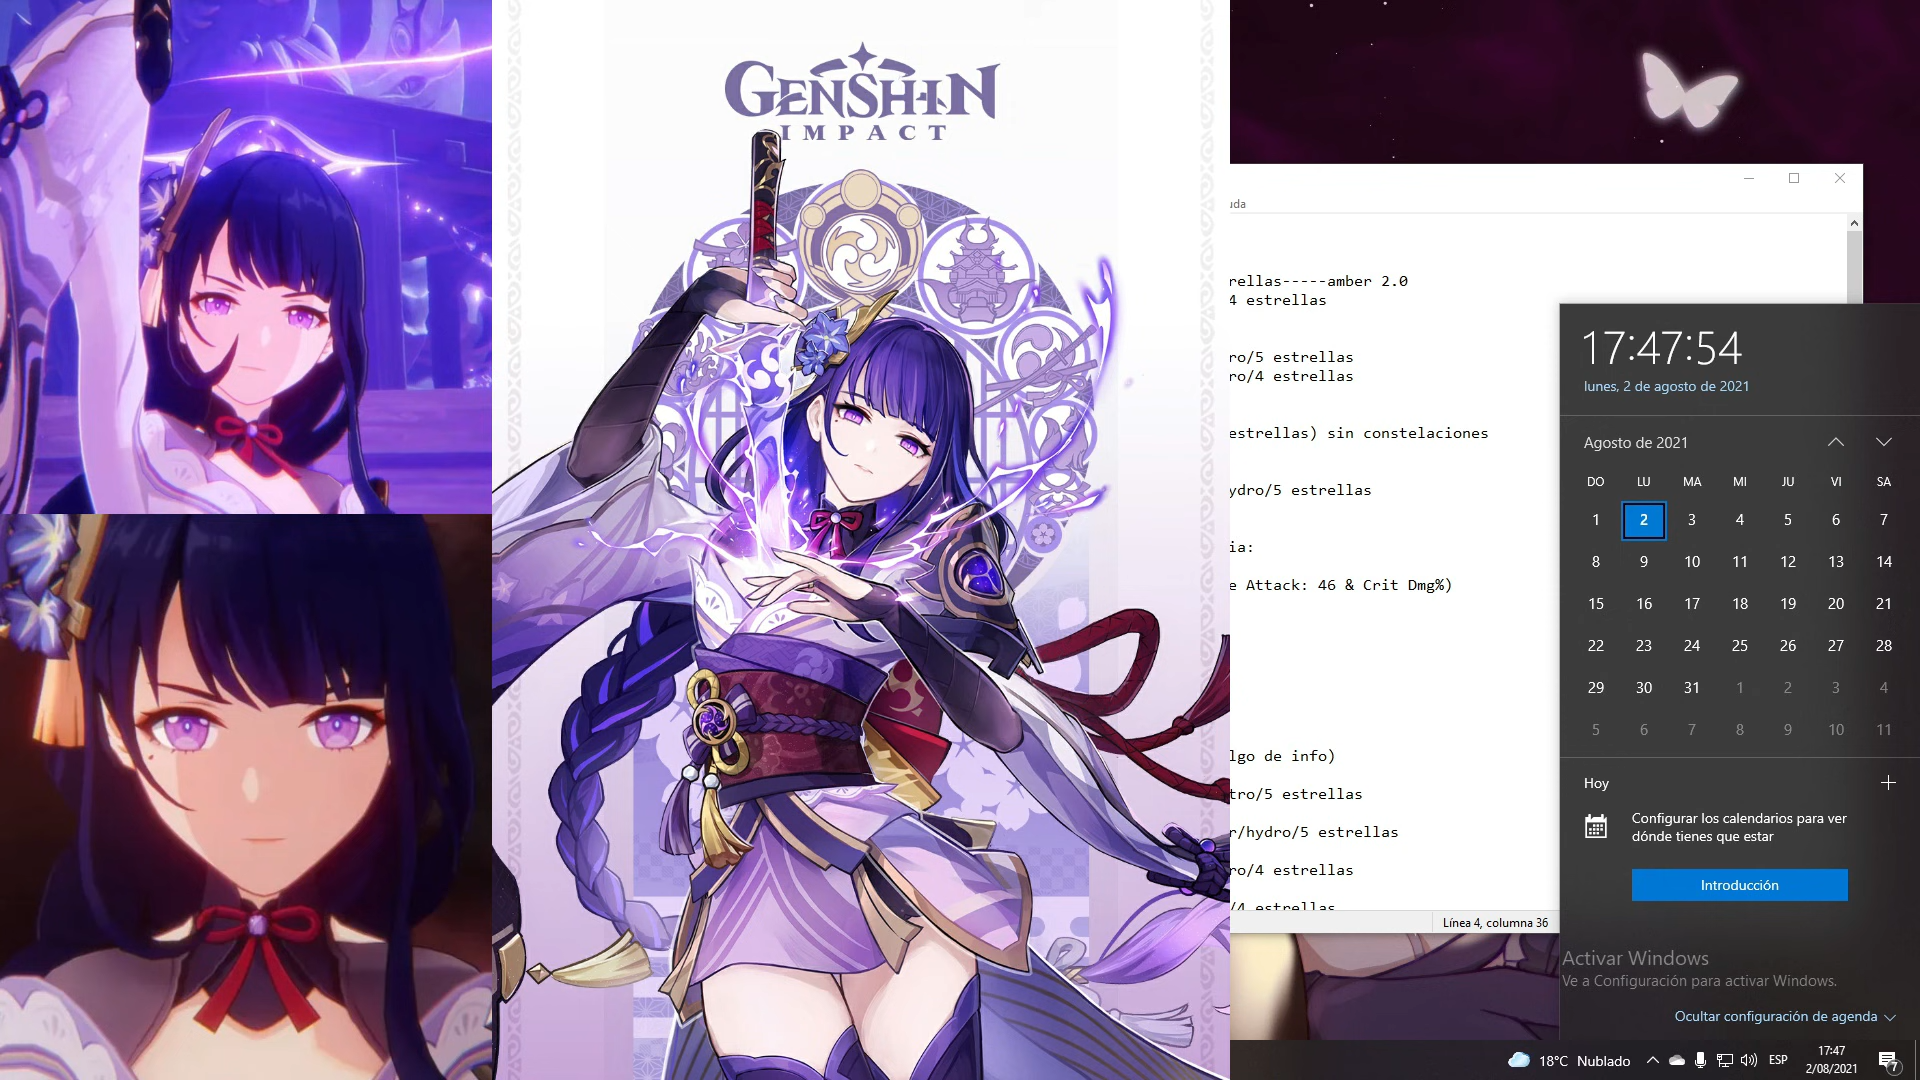 GENSHIN
IMPACT
uda
rellas-----amber 2.0
4 estrellas
ro/5 estrellas
ro/4 estrellas
estrellas) sin constelaciones
ydro/5 estrellas
ia:
e Attack: 46 & Crit Dmg%)
lgo de info)
tro/5 estrellas
r/hydro/5 estrellas
ro/4 estrellas
/4 estrellas
Línea 4, columna 36
17:47:54
lunes, 2 de agosto de 2021
Agosto de 2021
DO LU MA MI JU VI SA
1 2 3 4 5 6 7
8 9 10 11 12 13 14
15 16 17 18 19 20 21
22 23 24 25 26 27 28
29 30 31 1 2 3 4
5 6 7 8 9 10 11
Hoy
Configurar los calendarios para ver
dónde tienes que estar
Introducción
Activar Windows
Ve a Configuración para activar Windows.
Ocultar configuración de agenda
18°C Nublado ESP 17:47
2/08/2021
7